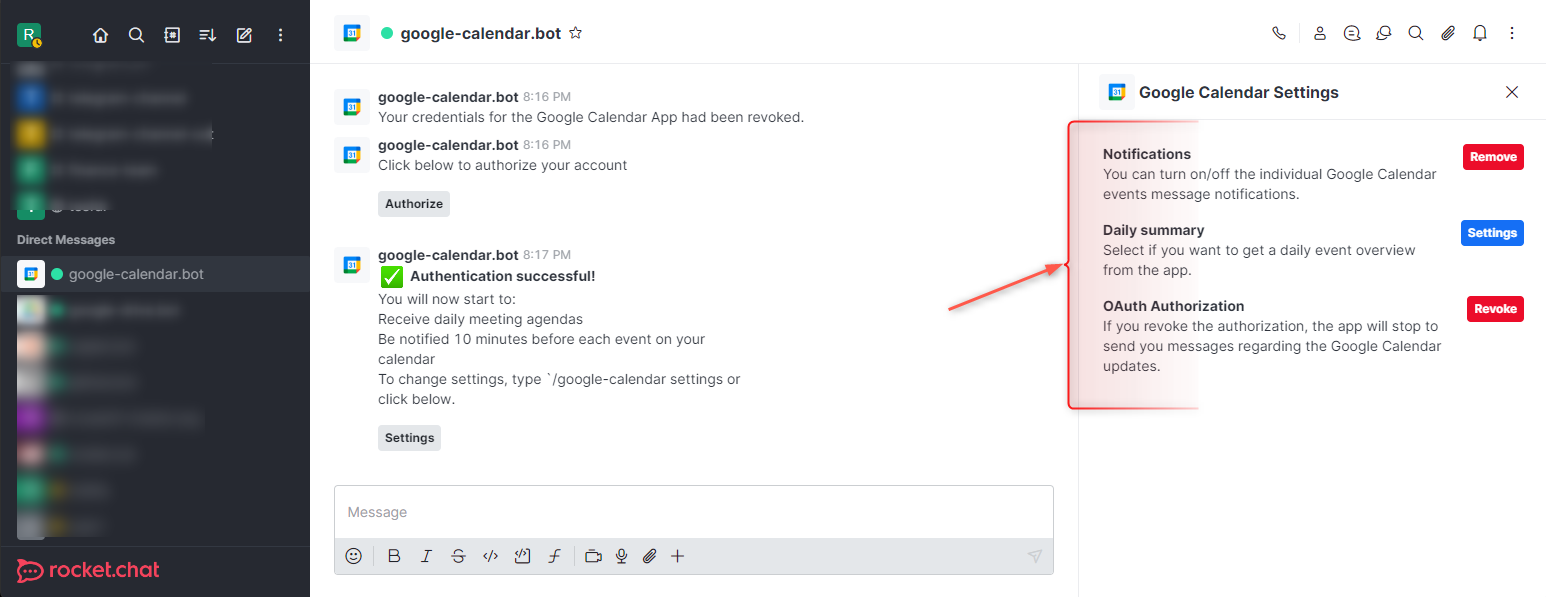 R
google-calendar.bot
Direct Messages
google-calendar.bot
rocket.chat
google-calendar.bot 8:16 PM
Your credentials for the Google Calendar App had been revoked.
google-calendar.bot 8:16 PM
Click below to authorize your account
Authorize
google-calendar.bot 8:17 PM
Authentication successful!
You will now start to:
Receive daily meeting agendas
Be notified 10 minutes before each event on your
calendar
To change settings, type `/google-calendar settings or
click below.
Settings
Message
Google Calendar Settings
Notifications
Remove
You can turn on/off the individual Google Calendar
events message notifications.
Daily summary
Settings
Select if you want to get a daily event overview
from the app.
OAuth Authorization
Revoke
If you revoke the authorization, the app will stop to
send you messages regarding the Google Calendar
updates.